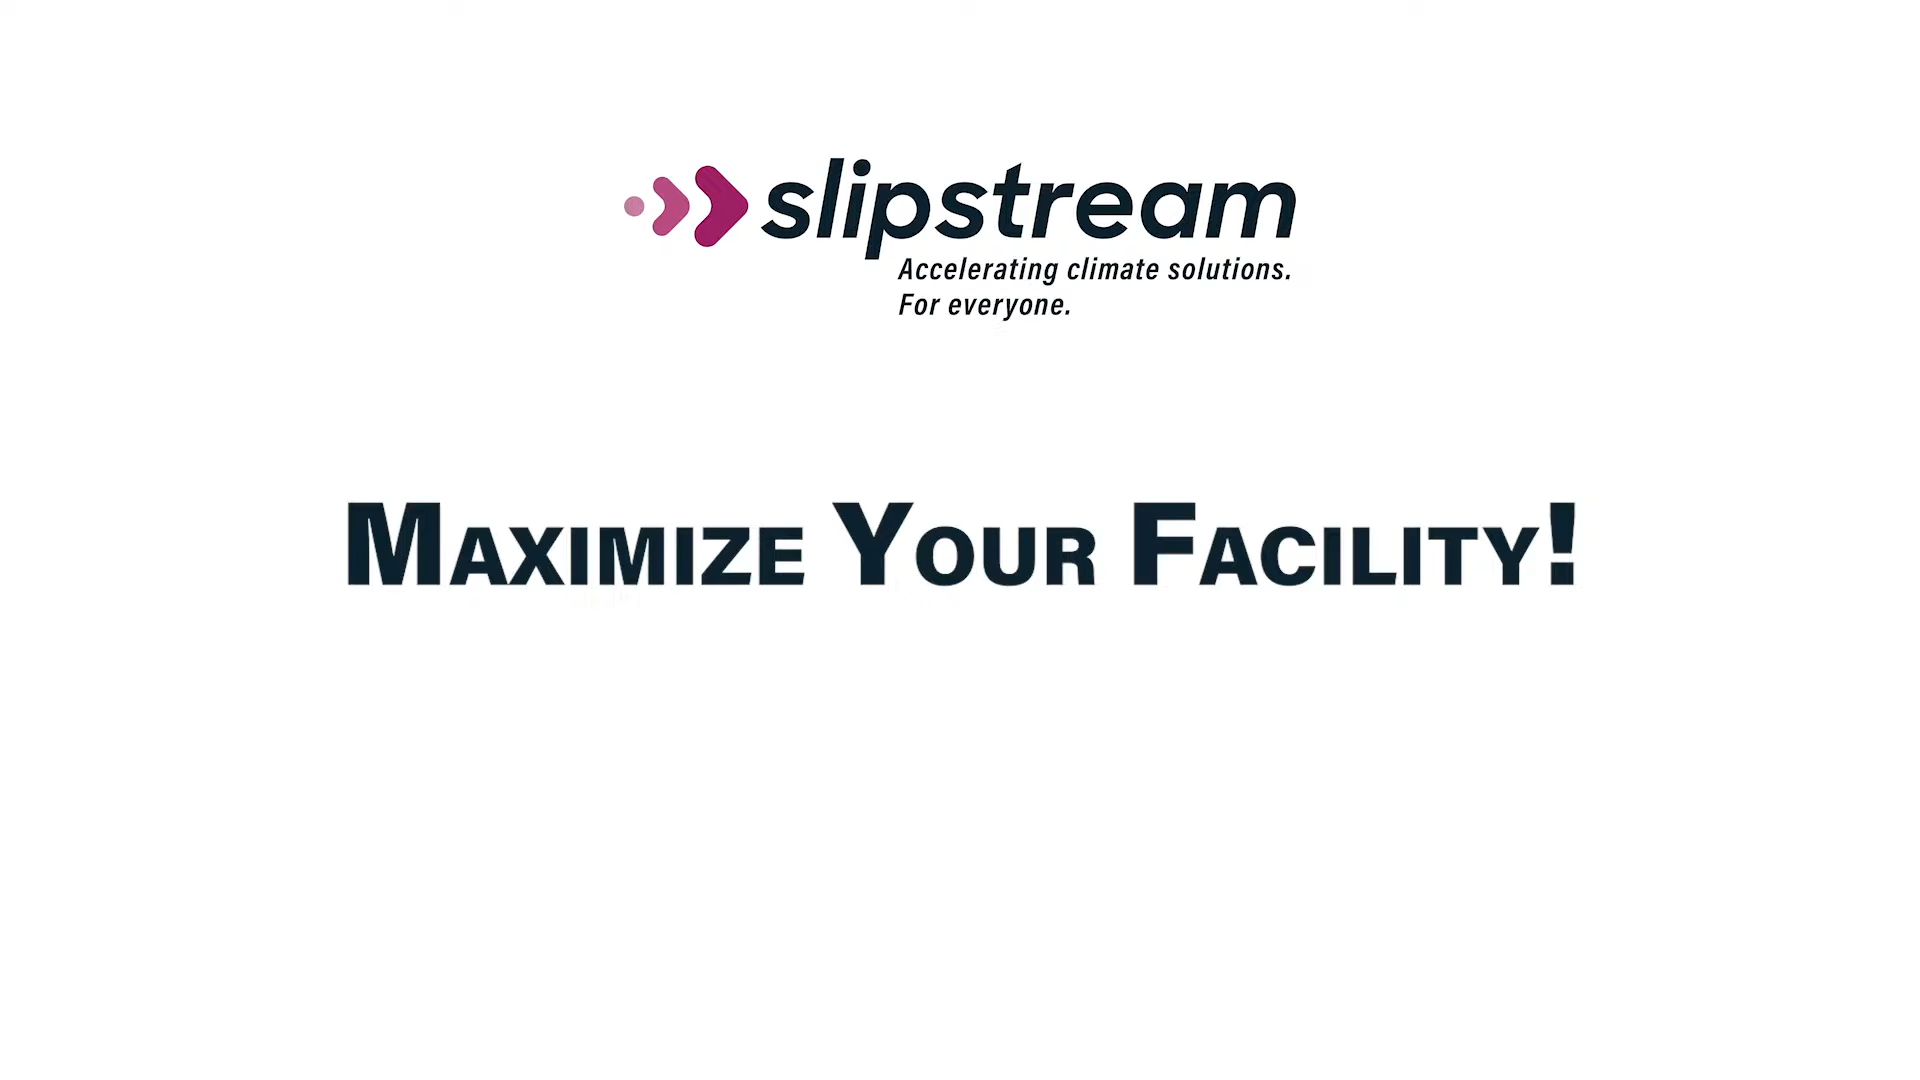 slipstream
Accelerating climate solutions.
For everyone.
Maximize Your Facility!